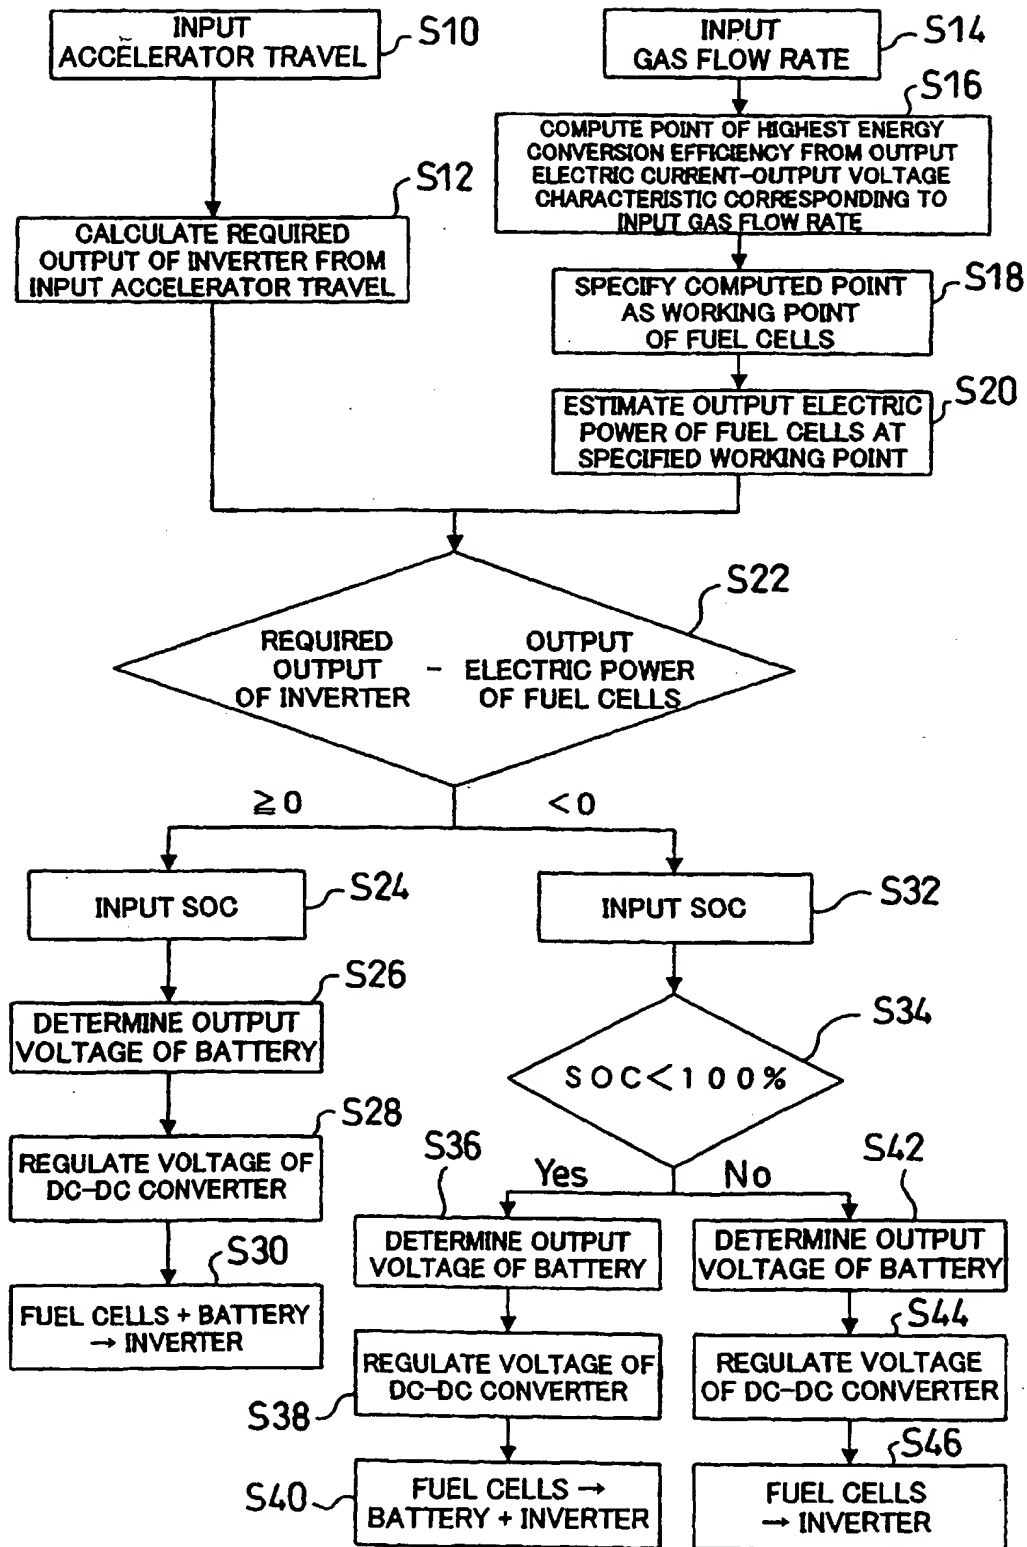 INPUT
ACCELERATOR TRAVEL
S10
INPUT
GAS FLOW RATE
S14
S16
COMPUTE POINT OF HIGHEST ENERGY
CONVERSION EFFICIENCY FROM OUTPUT
ELECTRIC CURRENT-OUTPUT VOLTAGE
CHARACTERISTIC CORRESPONDING TO
INPUT GAS FLOW RATE
S12
CALCULATE REQUIRED
OUTPUT OF INVERTER FROM
INPUT ACCELERATOR TRAVEL
S18
SPECIFY COMPUTED POINT
AS WORKING POINT
OF FUEL CELLS
S20
ESTIMATE OUTPUT ELECTRIC
POWER OF FUEL CELLS AT
SPECIFIED WORKING POINT
S22
REQUIRED
OUTPUT
OF INVERTER
−
OUTPUT
ELECTRIC POWER
OF FUEL CELLS
≧0
<0
INPUT SOC
S24
INPUT SOC
S32
S26
DETERMINE OUTPUT
VOLTAGE OF BATTERY
S34
SOC<100%
S28
REGULATE VOLTAGE OF
DC-DC CONVERTER
S36
Yes
No
S42
DETERMINE OUTPUT
VOLTAGE OF BATTERY
DETERMINE OUTPUT
VOLTAGE OF BATTERY
S30
FUEL CELLS + BATTERY
→ INVERTER
S44
REGULATE VOLTAGE OF
DC-DC CONVERTER
S38
REGULATE VOLTAGE
OF DC-DC CONVERTER
S46
S40
FUEL CELLS →
BATTERY + INVERTER
FUEL CELLS
→ INVERTER